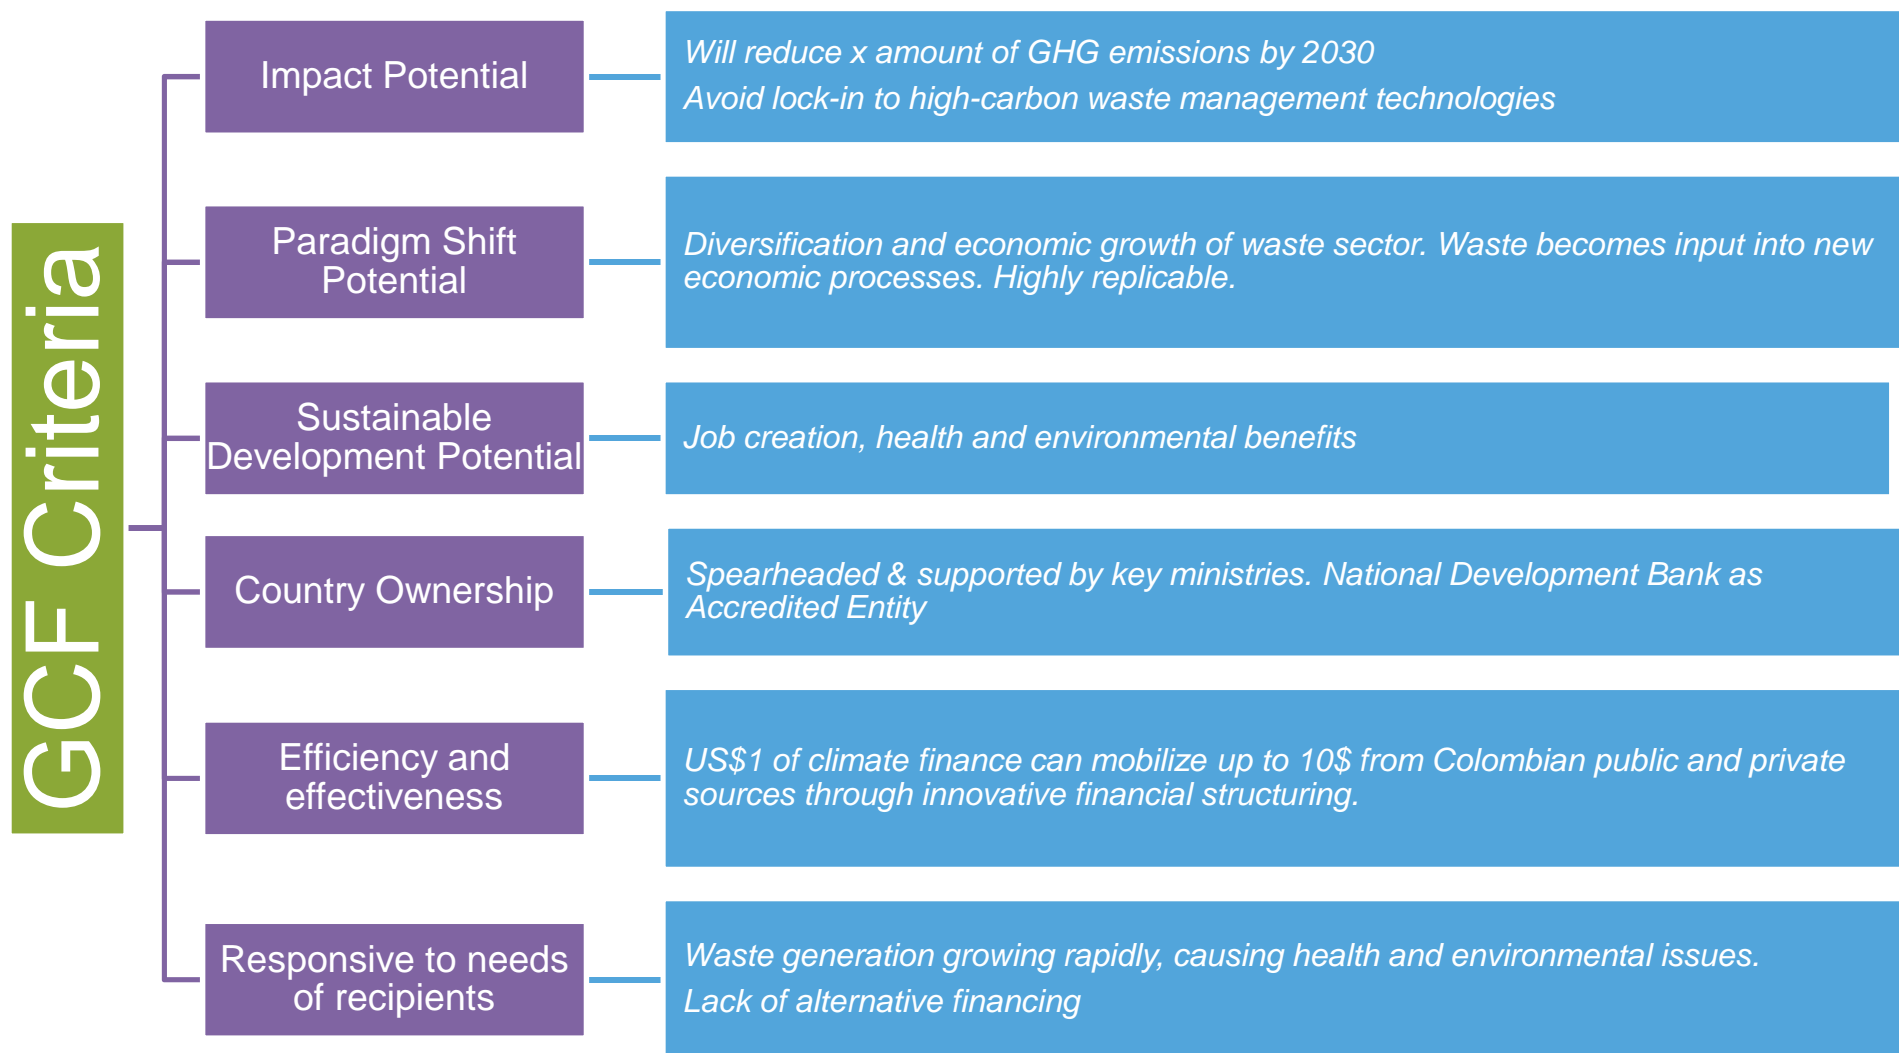 GCF Criteria
Impact Potential
Will reduce x amount of GHG emissions by 2030
Avoid lock-in to high-carbon waste management technologies
Paradigm Shift
Potential
Diversification and economic growth of waste sector. Waste becomes input into new
economic processes. Highly replicable.
Sustainable
Development Potential
Job creation, health and environmental benefits
Country Ownership
Spearheaded & supported by key ministries. National Development Bank as
Accredited Entity
Efficiency and
effectiveness
US$1 of climate finance can mobilize up to 10$ from Colombian public and private
sources through innovative financial structuring.
Responsive to needs
of recipients
Waste generation growing rapidly, causing health and environmental issues.
Lack of alternative financing